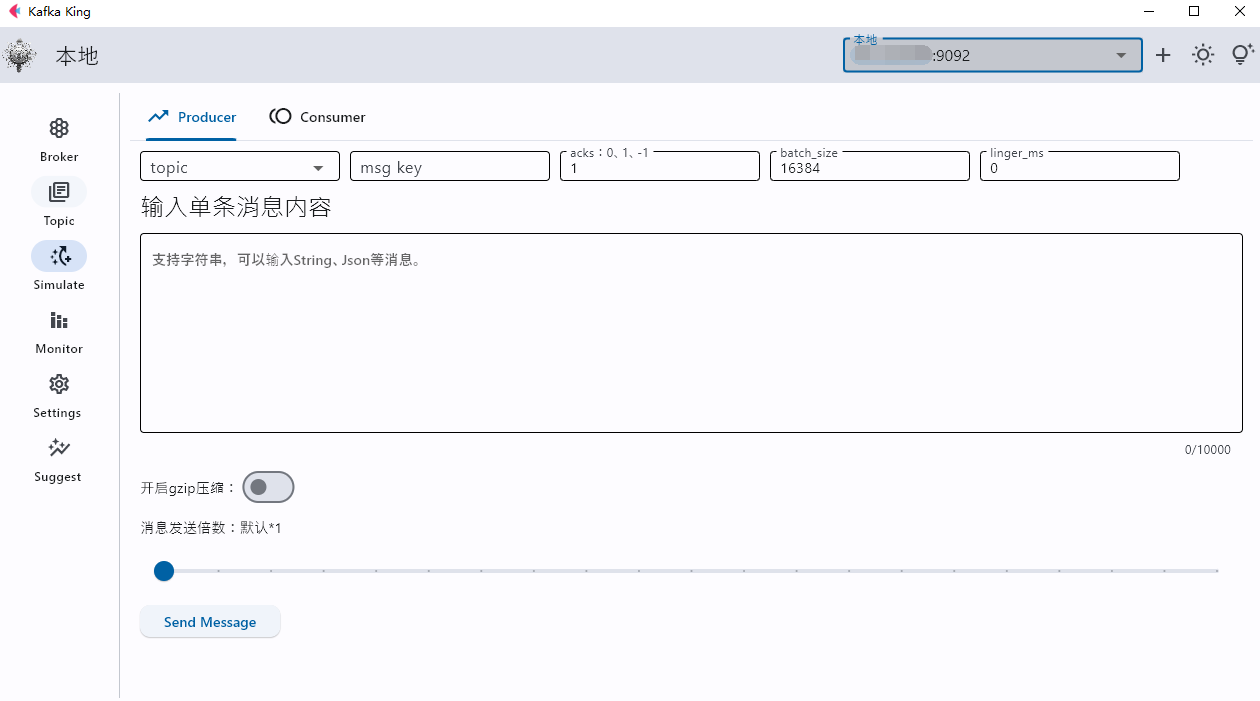 Kafka King
本地
本地
:9092
Producer
Consumer
Broker
Topic
Simulate
Monitor
Settings
Suggest
topic
msg key
acks：0、1、-1
1
batch_size
16384
linger_ms
0
输入单条消息内容
支持字符串，可以输入String、Json等消息。
0/10000
开启gzip压缩：
消息发送倍数：默认*1
Send Message